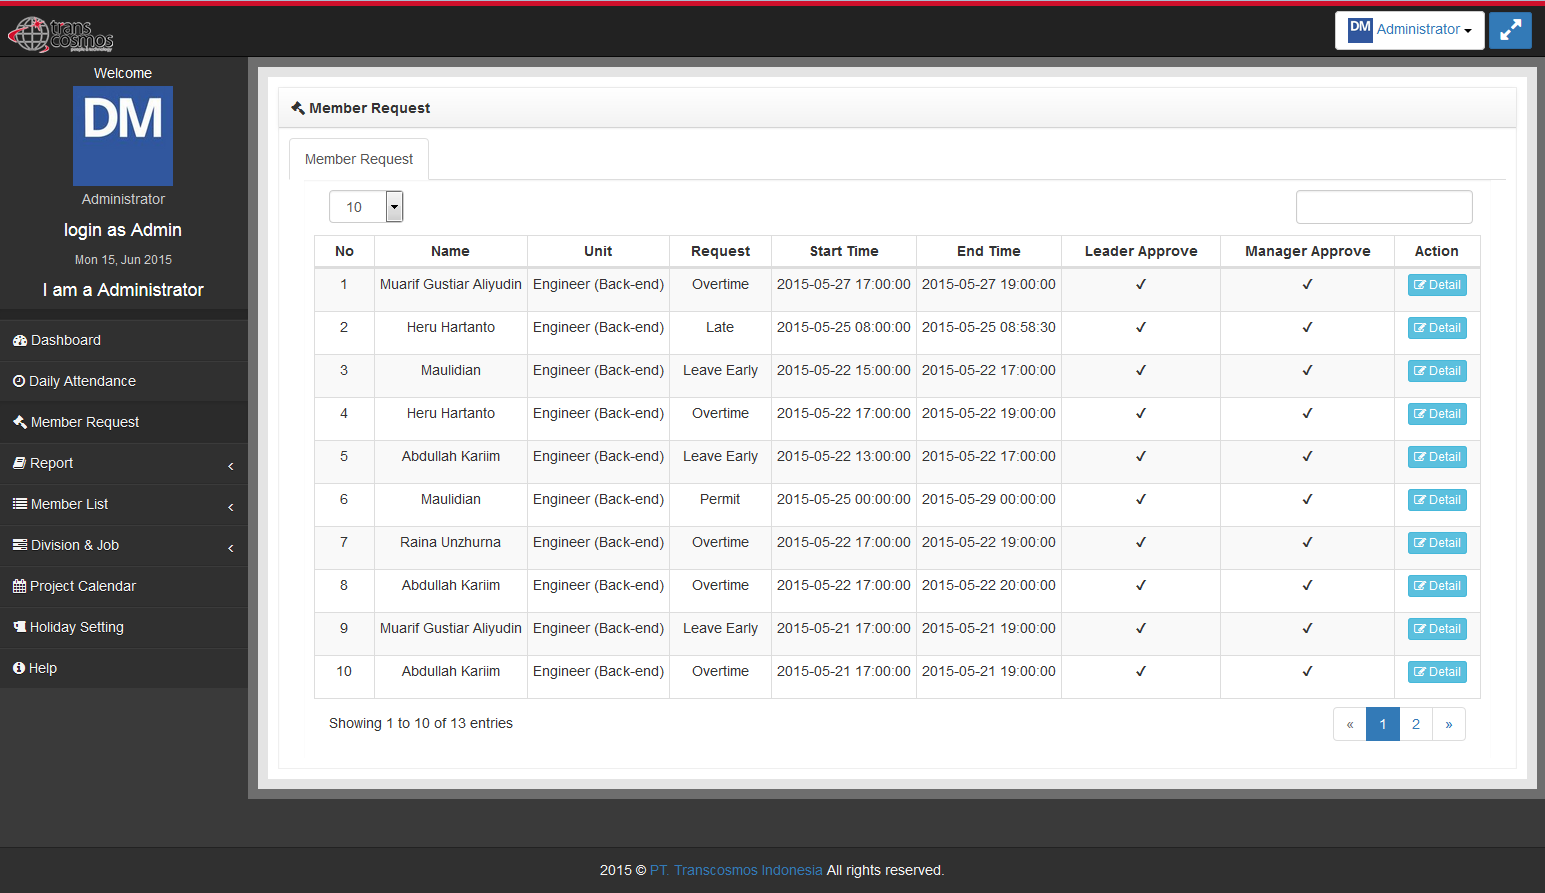 trans
cosmos
people & technology
DM Administrator
Welcome
DM
Administrator
login as Admin
Mon 15, Jun 2015
I am a Administrator
Dashboard
Daily Attendance
Member Request
Report
Member List
Division & Job
Project Calendar
Holiday Setting
Help
Member Request
Member Request
10
No Name Unit Request Start Time End Time Leader Approve Manager Approve Action
1 Muarif Gustiar Aliyudin Engineer (Back-end) Overtime 2015-05-27 17:00:00 2015-05-27 19:00:00 ✓ ✓ Detail
2 Heru Hartanto Engineer (Back-end) Late 2015-05-25 08:00:00 2015-05-25 08:58:30 ✓ ✓ Detail
3 Maulidian Engineer (Back-end) Leave Early 2015-05-22 15:00:00 2015-05-22 17:00:00 ✓ ✓ Detail
4 Heru Hartanto Engineer (Back-end) Overtime 2015-05-22 17:00:00 2015-05-22 19:00:00 ✓ ✓ Detail
5 Abdullah Kariim Engineer (Back-end) Leave Early 2015-05-22 13:00:00 2015-05-22 17:00:00 ✓ ✓ Detail
6 Maulidian Engineer (Back-end) Permit 2015-05-25 00:00:00 2015-05-29 00:00:00 ✓ ✓ Detail
7 Raina Unzhurna Engineer (Back-end) Overtime 2015-05-22 17:00:00 2015-05-22 19:00:00 ✓ ✓ Detail
8 Abdullah Kariim Engineer (Back-end) Overtime 2015-05-22 17:00:00 2015-05-22 20:00:00 ✓ ✓ Detail
9 Muarif Gustiar Aliyudin Engineer (Back-end) Leave Early 2015-05-21 17:00:00 2015-05-21 19:00:00 ✓ ✓ Detail
10 Abdullah Kariim Engineer (Back-end) Overtime 2015-05-21 17:00:00 2015-05-21 19:00:00 ✓ ✓ Detail
Showing 1 to 10 of 13 entries
« 1 2 »
2015 © PT. Transcosmos Indonesia All rights reserved.